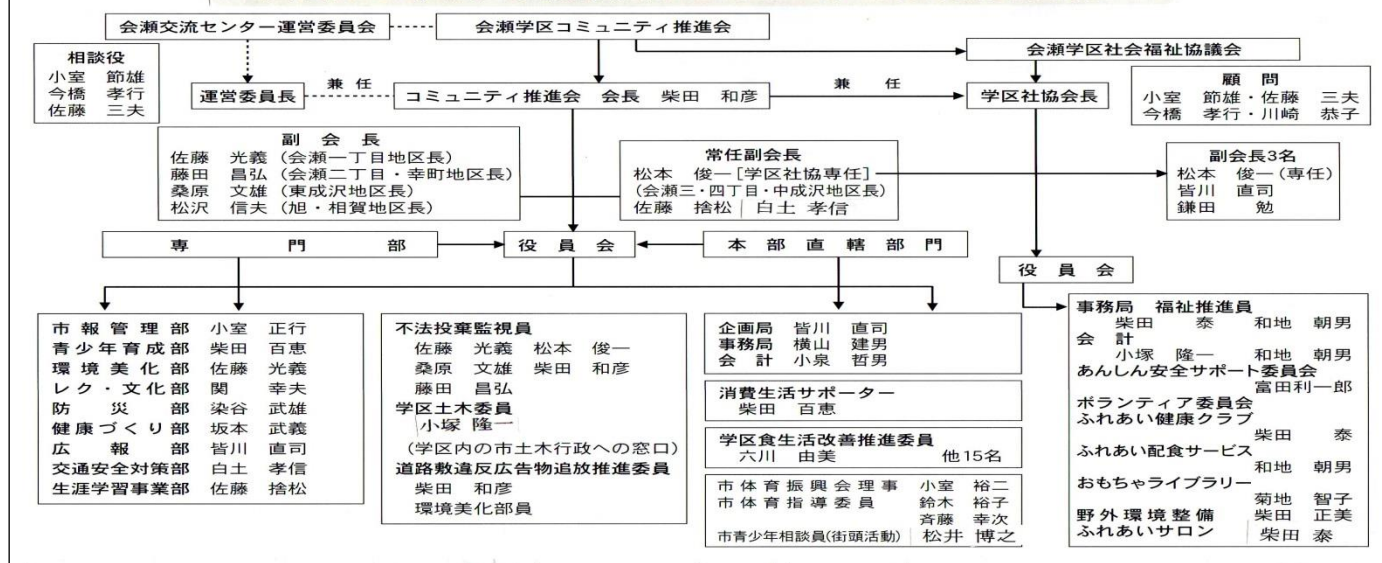 会瀬交流センター運営委員会
会瀬学区コミュニティ推進会
会瀬学区社会福祉協議会
相談役
小室 節雄
今橋 孝行
佐藤 三夫
運営委員長
兼 任
コミュニティ推進会 会長 柴田 和彦
兼 任
学区社協会長
顧 問
小室 節雄・佐藤 三夫
今橋 孝行・川崎 恭子
副 会 長
佐藤 光義(会瀬一丁目地区長)
藤田 昌弘(会瀬二丁目・幸町地区長)
桑原 文雄(東成沢地区長)
松沢 信夫(旭・相賀地区長)
常任副会長
松本 俊一[学区社協専任]
(会瀬三・四丁目・中成沢地区長)
佐藤 捨松 白土 孝信
副会長3名
松本 俊一(専任)
皆川 直司
鎌田 勉
専 門 部
役 員 会
本 部 直 轄 部 門
役 員 会
市報管理部 小室 正行
青少年育成部 柴田 百恵
環境美化部 佐藤 光義
レク・文化部 関 幸夫
防 災 部 染谷 武雄
健康づくり部 坂本 武義
広 報 部 皆川 直司
交通安全対策部 白土 孝信
生涯学習事業部 佐藤 捨松
不法投棄監視員
佐藤 光義 松本 俊一
桑原 文雄 柴田 和彦
藤田 昌弘
学区土木委員
小塚 隆一
(学区内の市土木行政への窓口)
道路敷違反広告物追放推進委員
柴田 和彦
環境美化部員
企画局 皆川 直司
事務局 横山 建男
会 計 小泉 哲男
消費生活サポーター
柴田 百恵
学区食生活改善推進委員
六川 由美 他15名
市体育振興会理事 小室 裕二
市体育指導委員 鈴木 裕子
斉藤 幸次
市青少年相談員(街頭活動) 松井 博之
事務局 福祉推進員
柴田 泰 和地 朝男
会 計
小塚 隆一 和地 朝男
あんしん安全サポート委員会
富田利一郎
ボランティア委員会
ふれあい健康クラブ
柴田 泰
ふれあい配食サービス
和地 朝男
おもちゃライブラリー
菊地 智子
野外環境整備 柴田 正美
ふれあいサロン 柴田 泰